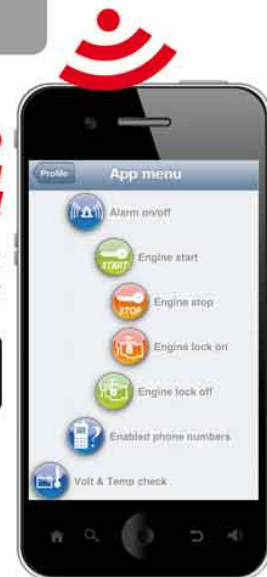 Profile
App menu
Alarm on/off
START
Engine start
STOP
Engine stop
Engine lock on
Engine lock off
?
Enabled phone numbers
Volt & Temp check